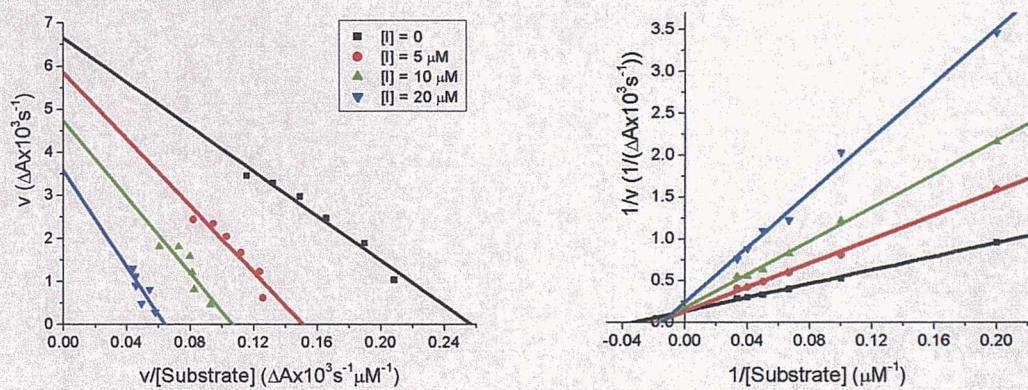 v (ΔAx10³s⁻¹)
7
6
5
4
3
2
1
0
0.00 0.04 0.08 0.12 0.16 0.20 0.24
v/[Substrate] (ΔAx10³s⁻¹μM⁻¹)
[I] = 0
[I] = 5 μM
[I] = 10 μM
[I] = 20 μM
1/v (1/(ΔAx10³s⁻¹))
3.5
3.0
2.5
2.0
1.5
1.0
0.5
0.0
-0.04 0.00 0.04 0.08 0.12 0.16 0.20
1/[Substrate] (μM⁻¹)